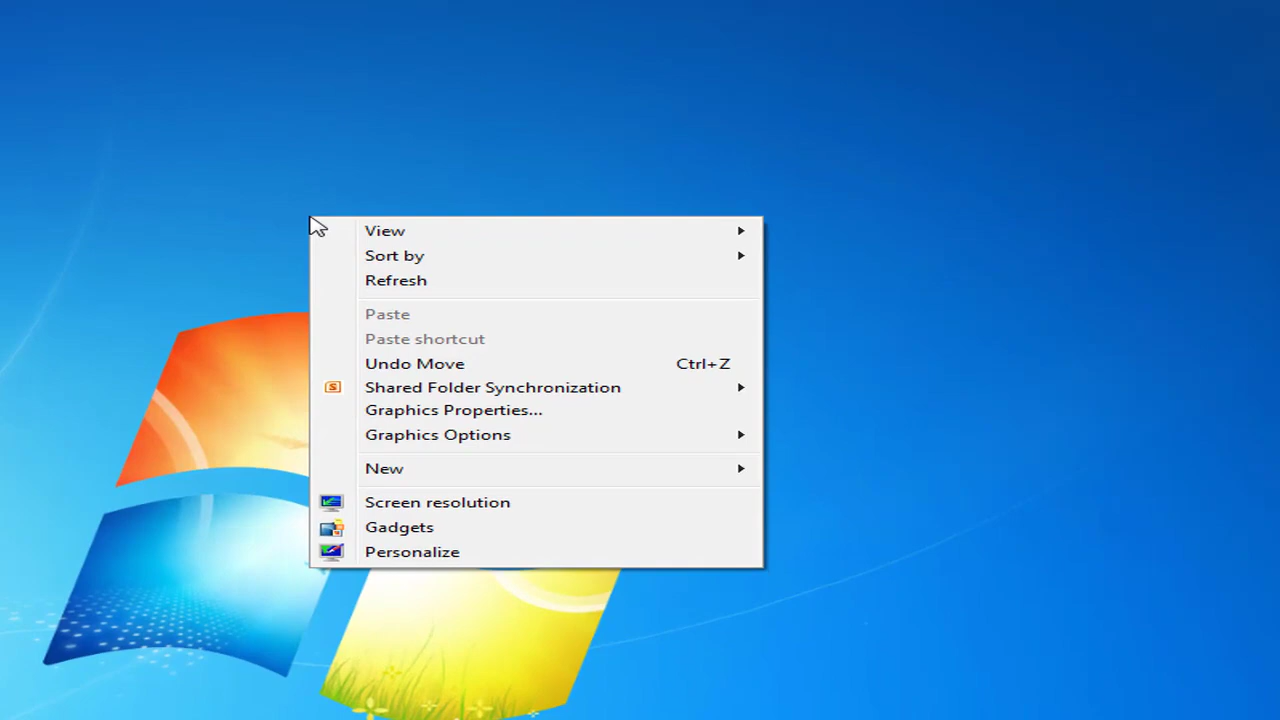 View
Sort by
Refresh
Paste
Paste shortcut
Undo Move Ctrl+Z
Shared Folder Synchronization
Graphics Properties...
Graphics Options
New
Screen resolution
Gadgets
Personalize